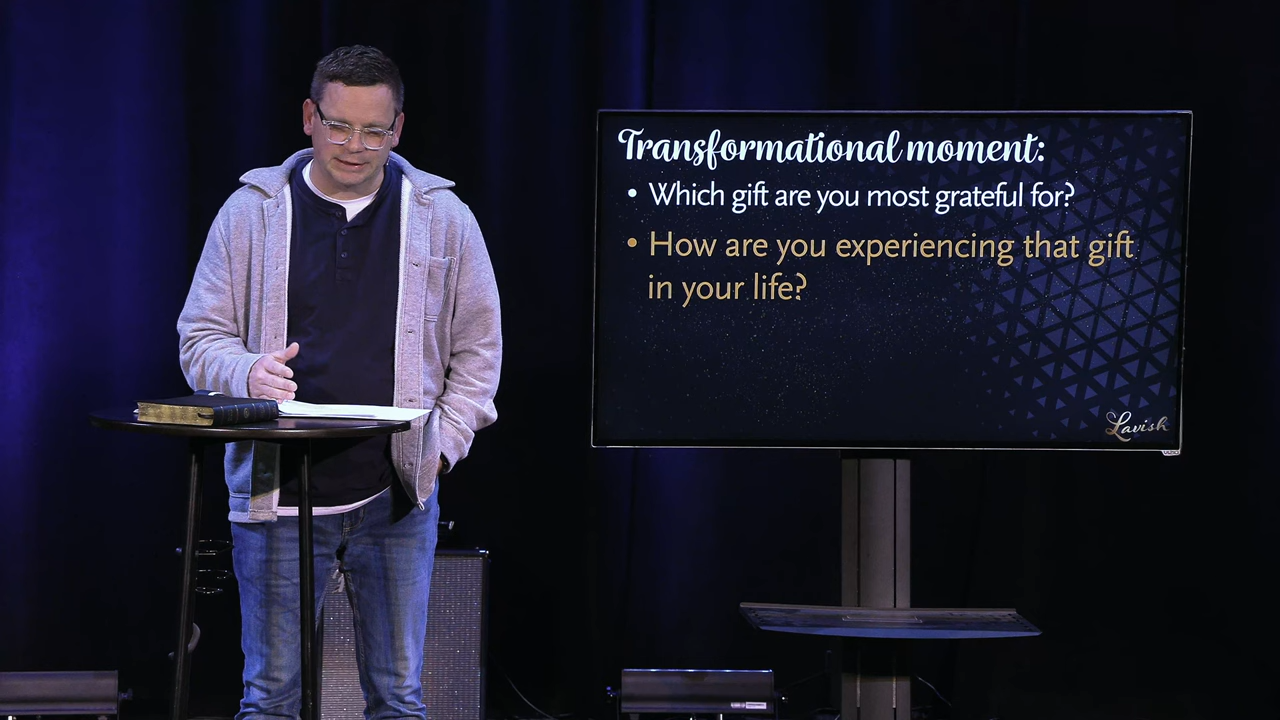 Transformational moment:
• Which gift are you most grateful for?
• How are you experiencing that gift
in your life?
Lavish